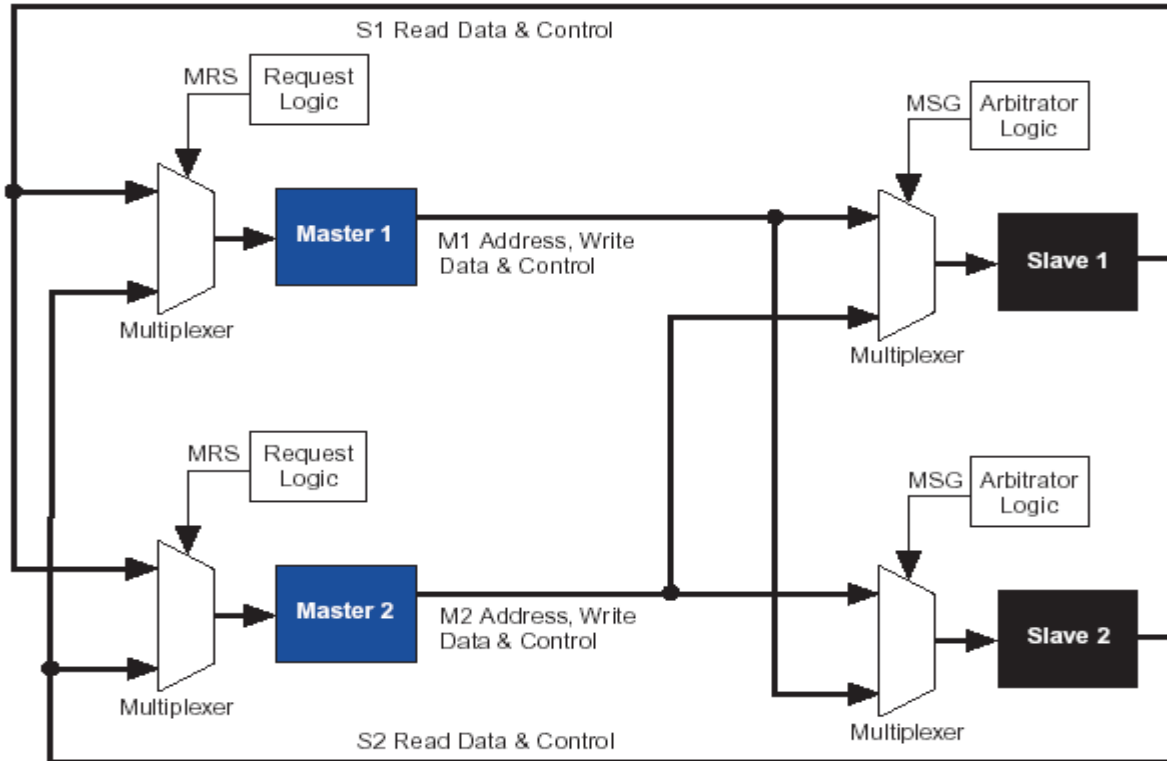 S1 Read Data & Control
MRS
Request
Logic
MSG
Arbitrator
Logic
Master 1
M1 Address, Write
Data & Control
Slave 1
Multiplexer
Multiplexer
MRS
Request
Logic
MSG
Arbitrator
Logic
Master 2
M2 Address, Write
Data & Control
Slave 2
Multiplexer
Multiplexer
S2 Read Data & Control